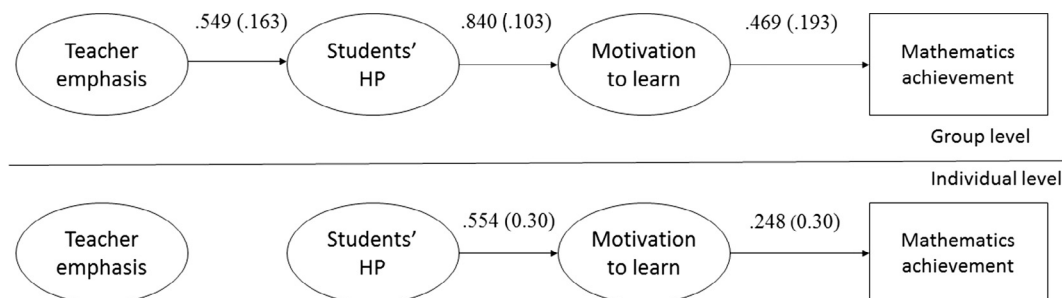 .549 (.163)
.840 (.103)
.469 (.193)
Teacher
emphasis
Students'
HP
Motivation
to learn
Mathematics
achievement
Group level
Individual level
.554 (0.30)
.248 (0.30)
Teacher
emphasis
Students'
HP
Motivation
to learn
Mathematics
achievement